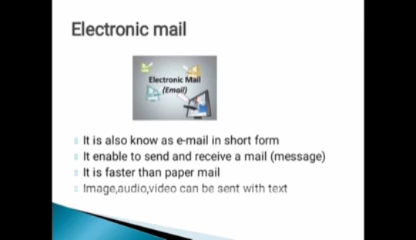 Electronic mail
Electronic Mail
(Email)
It is also know as e-mail in short form
It enable to send and receive a mail (message)
It is faster than paper mail
Image,audio,video can be sent with text